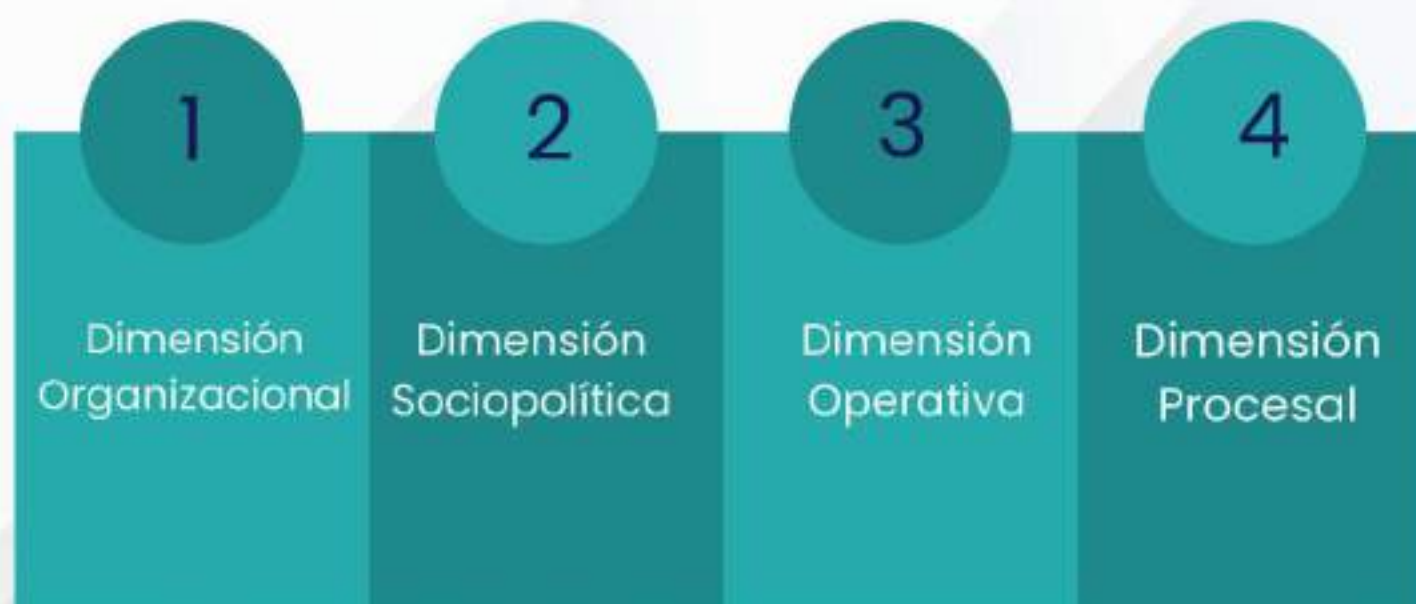 1
Dimensión
Organizacional
2
Dimensión
Sociopolítica
3
Dimensión
Operativa
4
Dimensión
Procesal